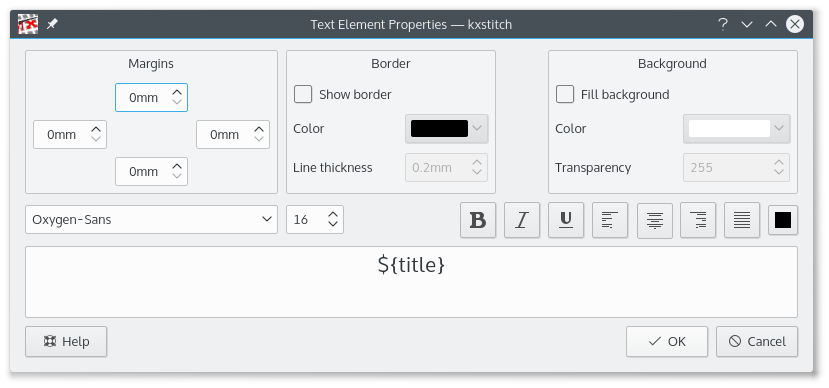 Text Element Properties — kxstitch
Margins
Border
Background
0mm
0mm
0mm
0mm
Show border
Color
Line thickness
0.2mm
Fill background
Color
Transparency
255
Oxygen-Sans
16
B
I
U
${title}
Help
OK
Cancel